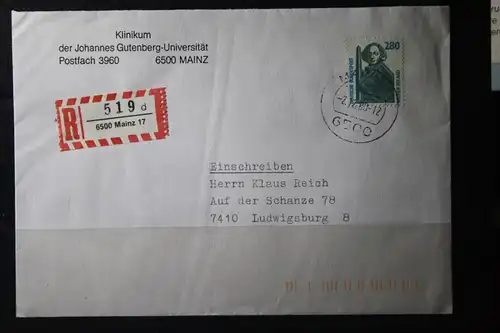 Klinikum
der Johannes Gutenberg-Universität
Postfach 3960 6500 MAINZ
280
R 519 d
6500 Mainz 17
6500
Einschreiben
Herrn Klaus Reich
Auf der Schanze 78
7410 Ludwigsburg 8